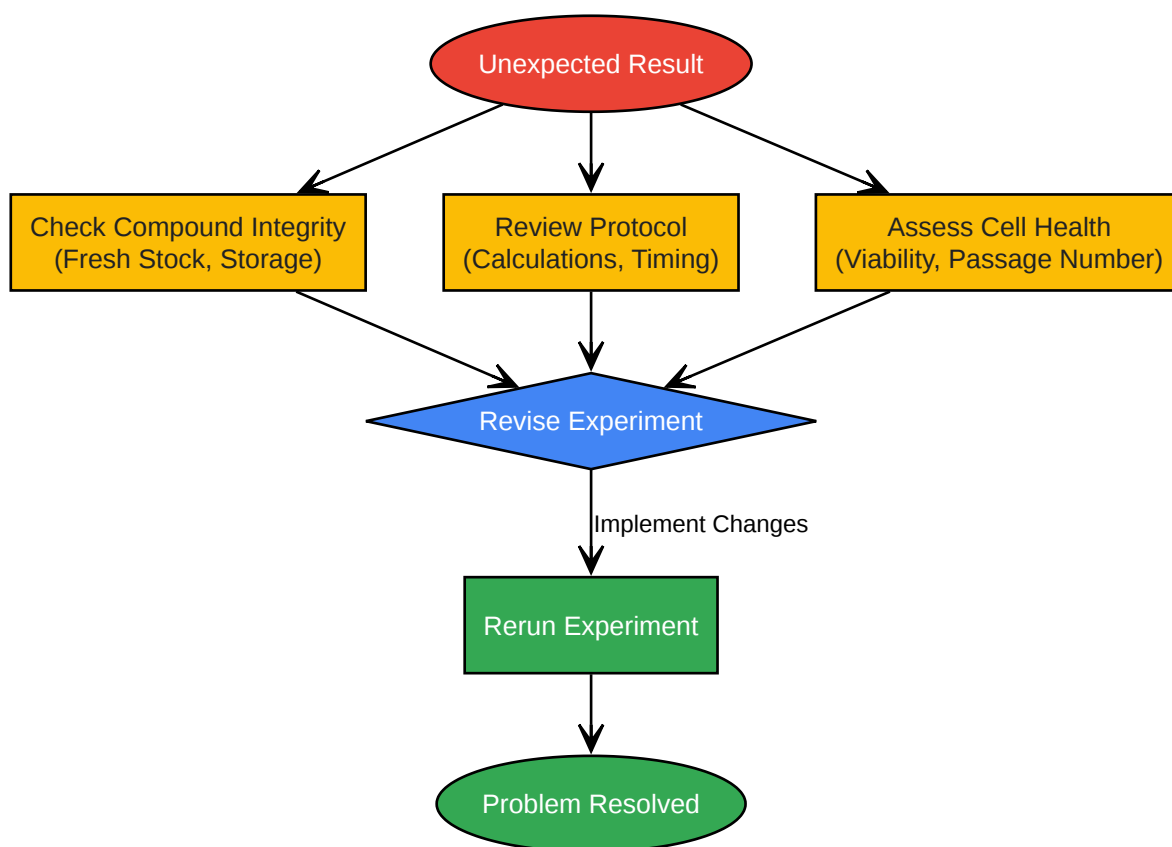 Unexpected Result
Check Compound Integrity
(Fresh Stock, Storage)
Review Protocol
(Calculations, Timing)
Assess Cell Health
(Viability, Passage Number)
Revise Experiment
Implement Changes
Rerun Experiment
Problem Resolved